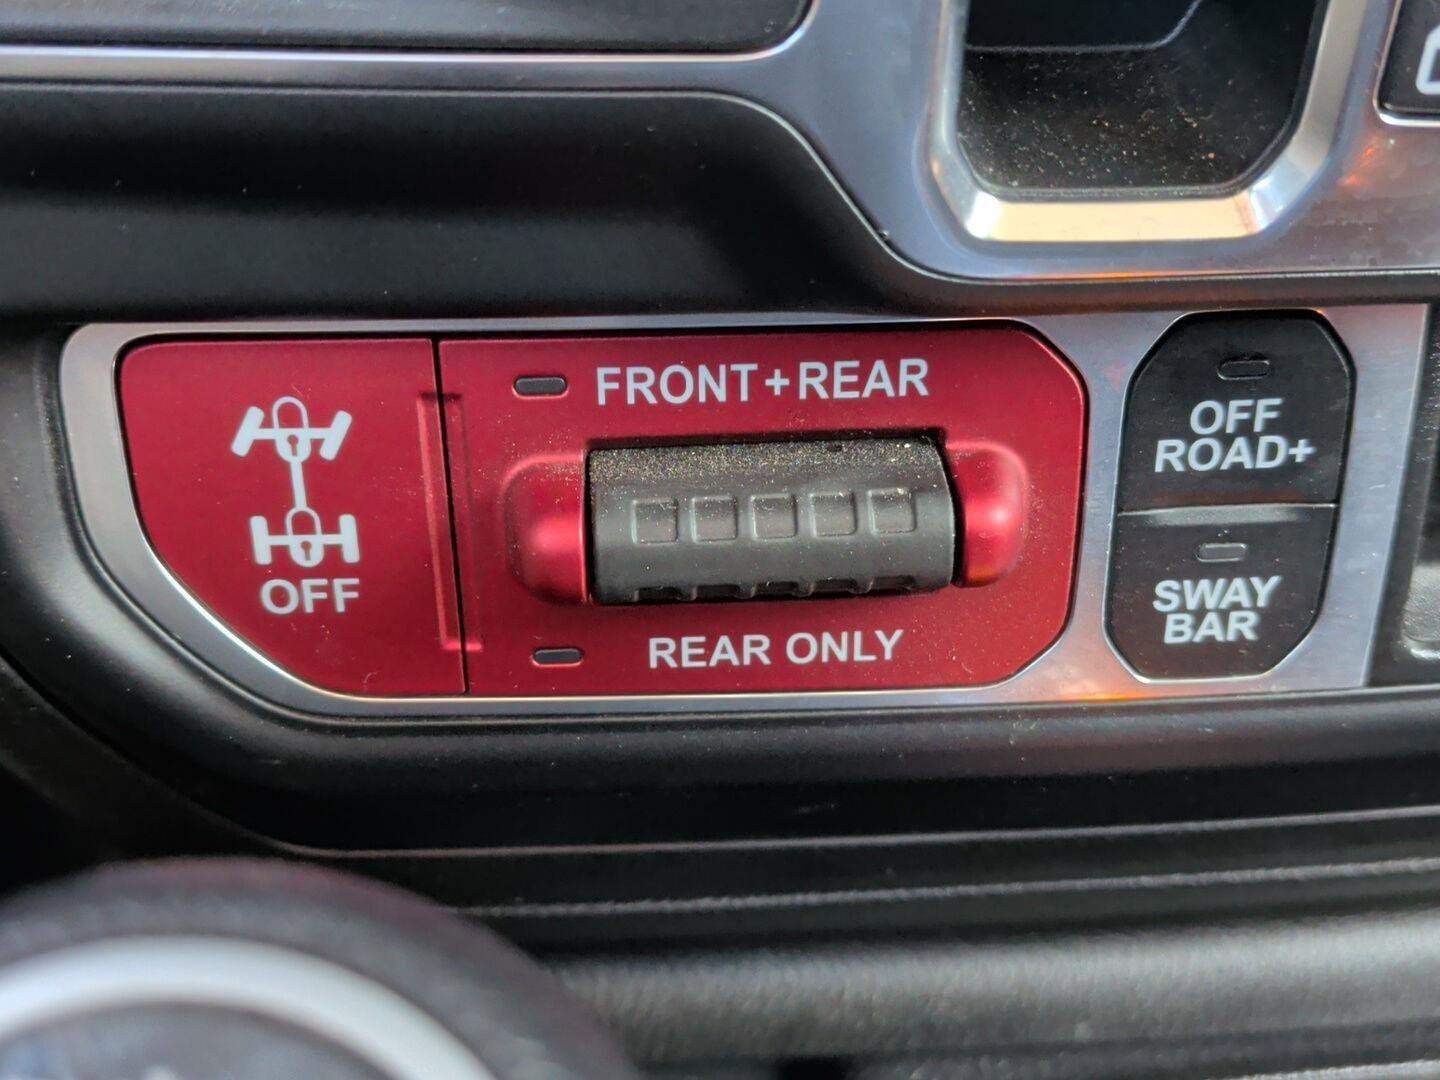 FRONT+REAR
OFF
REAR ONLY
OFF
ROAD+
SWAY
BAR